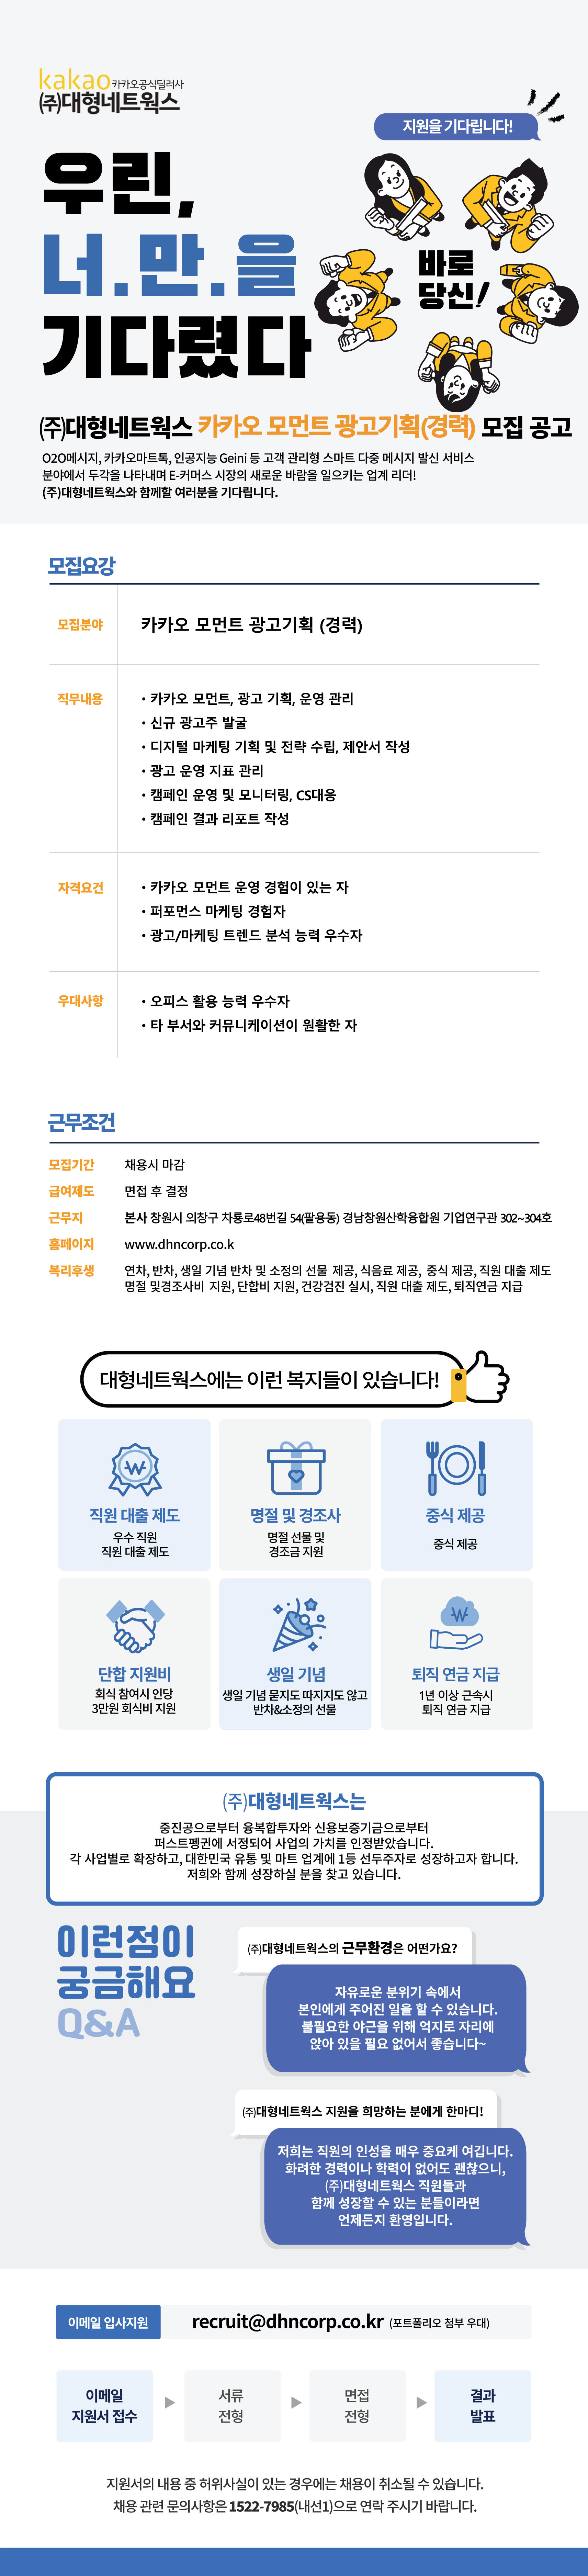 kakao 카카오공식딜러사
(주)대형네트웍스
지원을 기다립니다!
우린,
너.만.을
기다렸다
바로
당신!
(주)대형네트웍스 카카오 모먼트 광고기획(경력) 모집 공고
O2O메시지, 카카오마트톡, 인공지능 Geini 등 고객 관리형 스마트 다중 메시지 발신 서비스
분야에서 두각을 나타내며 E-커머스 시장의 새로운 바람을 일으키는 업계 리더!
(주)대형네트웍스와 함께할 여러분을 기다립니다.
모집요강
모집분야
카카오 모먼트 광고기획 (경력)
직무내용
• 카카오 모먼트, 광고 기획, 운영 관리
• 신규 광고주 발굴
• 디지털 마케팅 기획 및 전략 수립, 제안서 작성
• 광고 운영 지표 관리
• 캠페인 운영 및 모니터링, CS대응
• 캠페인 결과 리포트 작성
자격요건
• 카카오 모먼트 운영 경험이 있는 자
• 퍼포먼스 마케팅 경험자
• 광고/마케팅 트렌드 분석 능력 우수자
우대사항
• 오피스 활용 능력 우수자
• 타 부서와 커뮤니케이션이 원활한 자
근무조건
모집기간 채용시 마감
급여제도 면접 후 결정
근무지 본사 창원시 의창구 차룡로48번길 54(팔용동) 경남창원산학융합원 기업연구관 302~304호
홈페이지 www.dhncorp.co.k
복리후생 연차, 반차, 생일 기념 반차 및 소정의 선물 제공, 식음료 제공, 중식 제공, 직원 대출 제도
명절 및경조사비 지원, 단합비 지원, 건강검진 실시, 직원 대출 제도, 퇴직연금 지급
대형네트웍스에는 이런 복지들이 있습니다!
직원 대출 제도
우수 직원
직원 대출 제도
명절 및 경조사
명절 선물 및
경조금 지원
중식 제공
중식 제공
단합 지원비
회식 참여시 인당
3만원 회식비 지원
생일 기념
생일 기념 묻지도 따지지도 않고
반차&소정의 선물
퇴직 연금 지급
1년 이상 근속시
퇴직 연금 지급
(주)대형네트웍스는
중진공으로부터 융복합투자와 신용보증기금으로부터
퍼스트펭귄에 서정되어 사업의 가치를 인정받았습니다.
각 사업별로 확장하고, 대한민국 유통 및 마트 업계에 1등 선두주자로 성장하고자 합니다.
저희와 함께 성장하실 분을 찾고 있습니다.
이런점이
궁금해요
Q&A
(주)대형네트웍스의 근무환경은 어떤가요?
자유로운 분위기 속에서
본인에게 주어진 일을 할 수 있습니다.
불필요한 야근을 위해 억지로 자리에
앉아 있을 필요 없어서 좋습니다~
(주)대형네트웍스 지원을 희망하는 분에게 한마디!
저희는 직원의 인성을 매우 중요케 여깁니다.
화려한 경력이나 학력이 없어도 괜찮으니,
(주)대형네트웍스 직원들과
함께 성장할 수 있는 분들이라면
언제든지 환영입니다.
이메일 입사지원 recruit@dhncorp.co.kr (포트폴리오 첨부 우대)
이메일
지원서 접수
서류
전형
면접
전형
결과
발표
지원서의 내용 중 허위사실이 있는 경우에는 채용이 취소될 수 있습니다.
채용 관련 문의사항은 1522-7985(내선1)으로 연락 주시기 바랍니다.